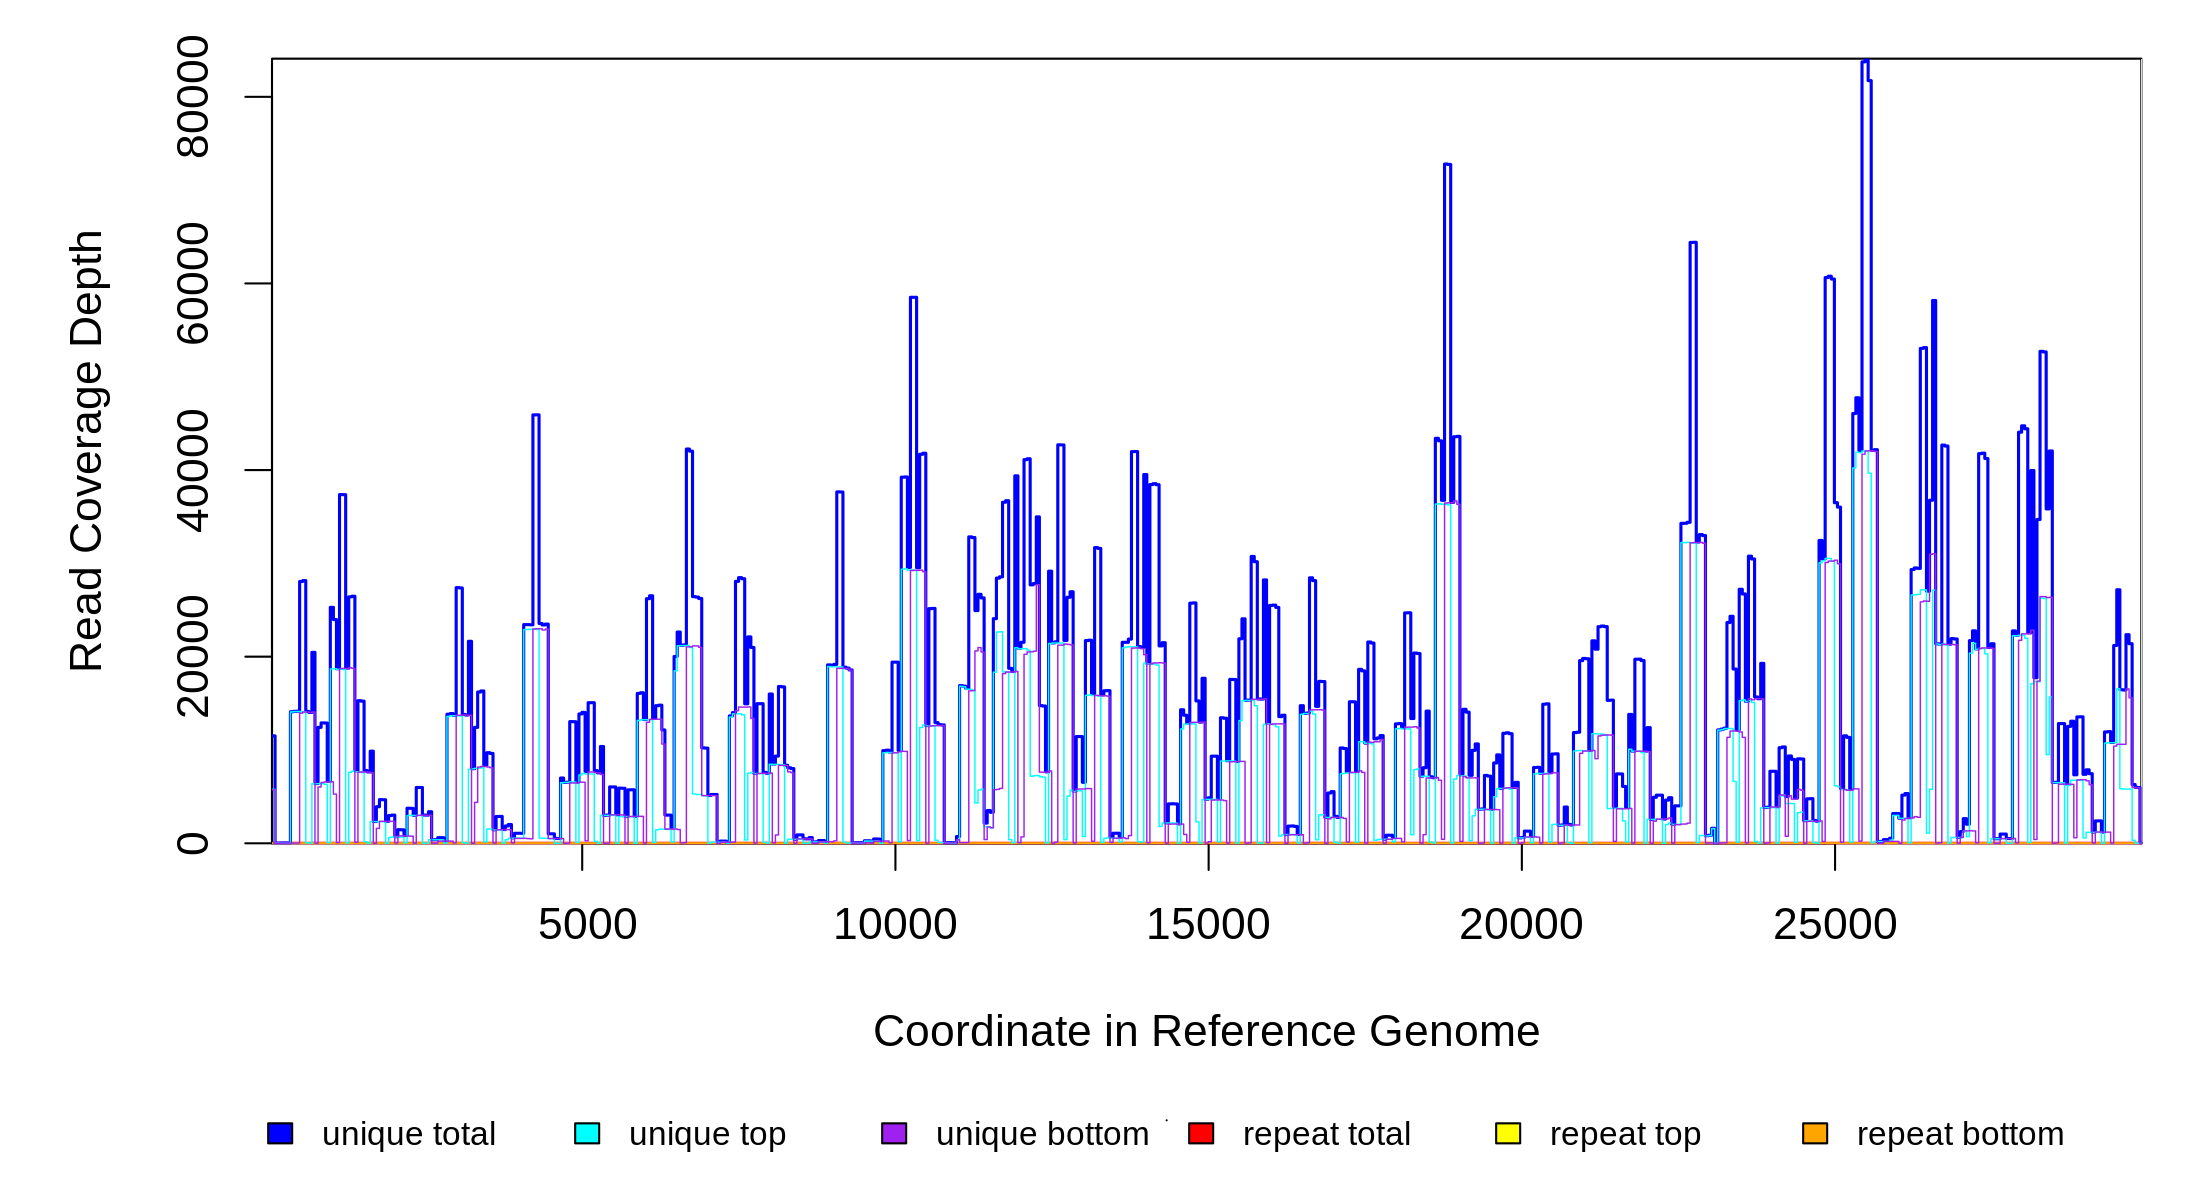 80000
60000
40000
20000
0
Read Coverage Depth
5000 10000 15000 20000 25000
Coordinate in Reference Genome
unique total unique top unique bottom repeat total repeat top repeat bottom